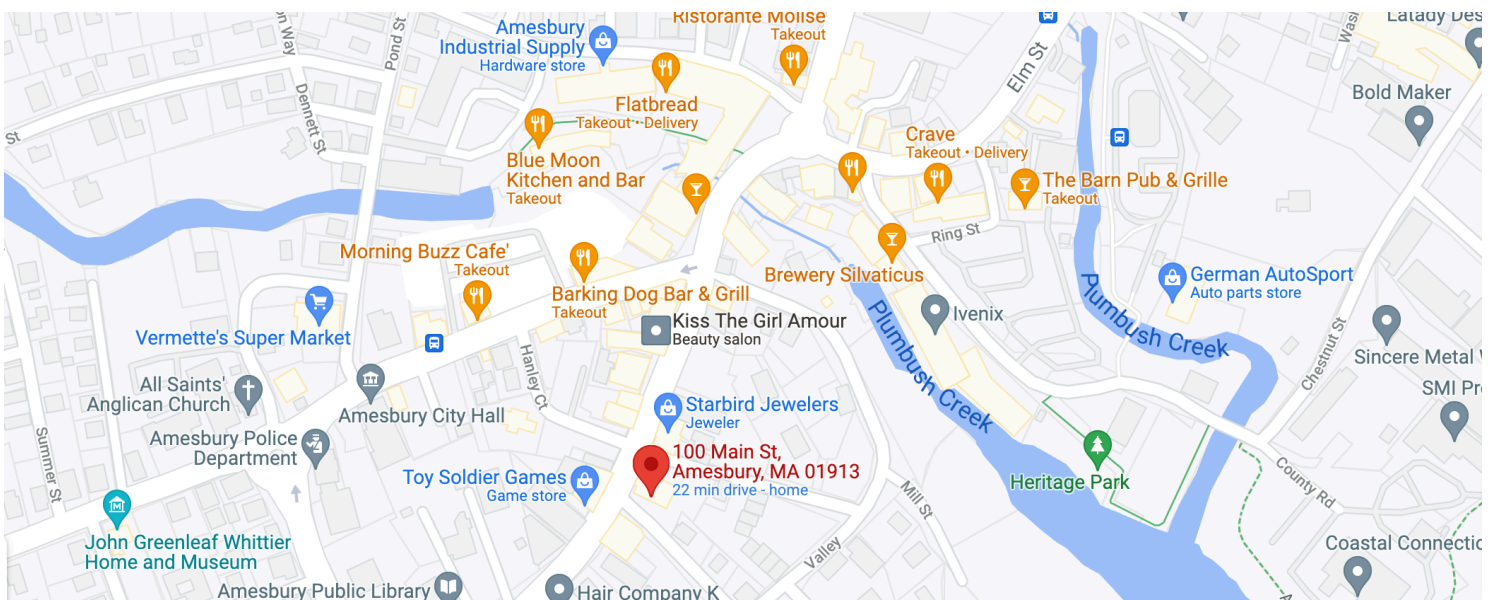 Amesbury
Industrial Supply
Hardware store
Ristorante Molise
Takeout
Latady Des
Pond St
Elm St
Bold Maker
Dennett St
Flatbread
Takeout • Delivery
St
Crave
Takeout • Delivery
Blue Moon
Kitchen and Bar
Takeout
The Barn Pub & Grille
Takeout
Ring St
Morning Buzz Cafe'
Takeout
Brewery Silvaticus
German AutoSport
Auto parts store
Barking Dog Bar & Grill
Takeout
Plumbush Creek
Ivenix
Kiss The Girl Amour
Beauty salon
Vermette's Super Market
Plumbush Creek
Chestnut St
Sincere Metal
Hanley Ct
All Saints'
Anglican Church
Amesbury City Hall
Starbird Jewelers
Jeweler
SMI Pr
Amesbury Police
Department
Summer St
100 Main St,
Amesbury, MA 01913
22 min drive - home
Toy Soldier Games
Game store
Heritage Park
County Rd
Mill St
John Greenleaf Whittier
Home and Museum
Valley
Coastal Connectio
Amesbury Public Library
Hair Company K